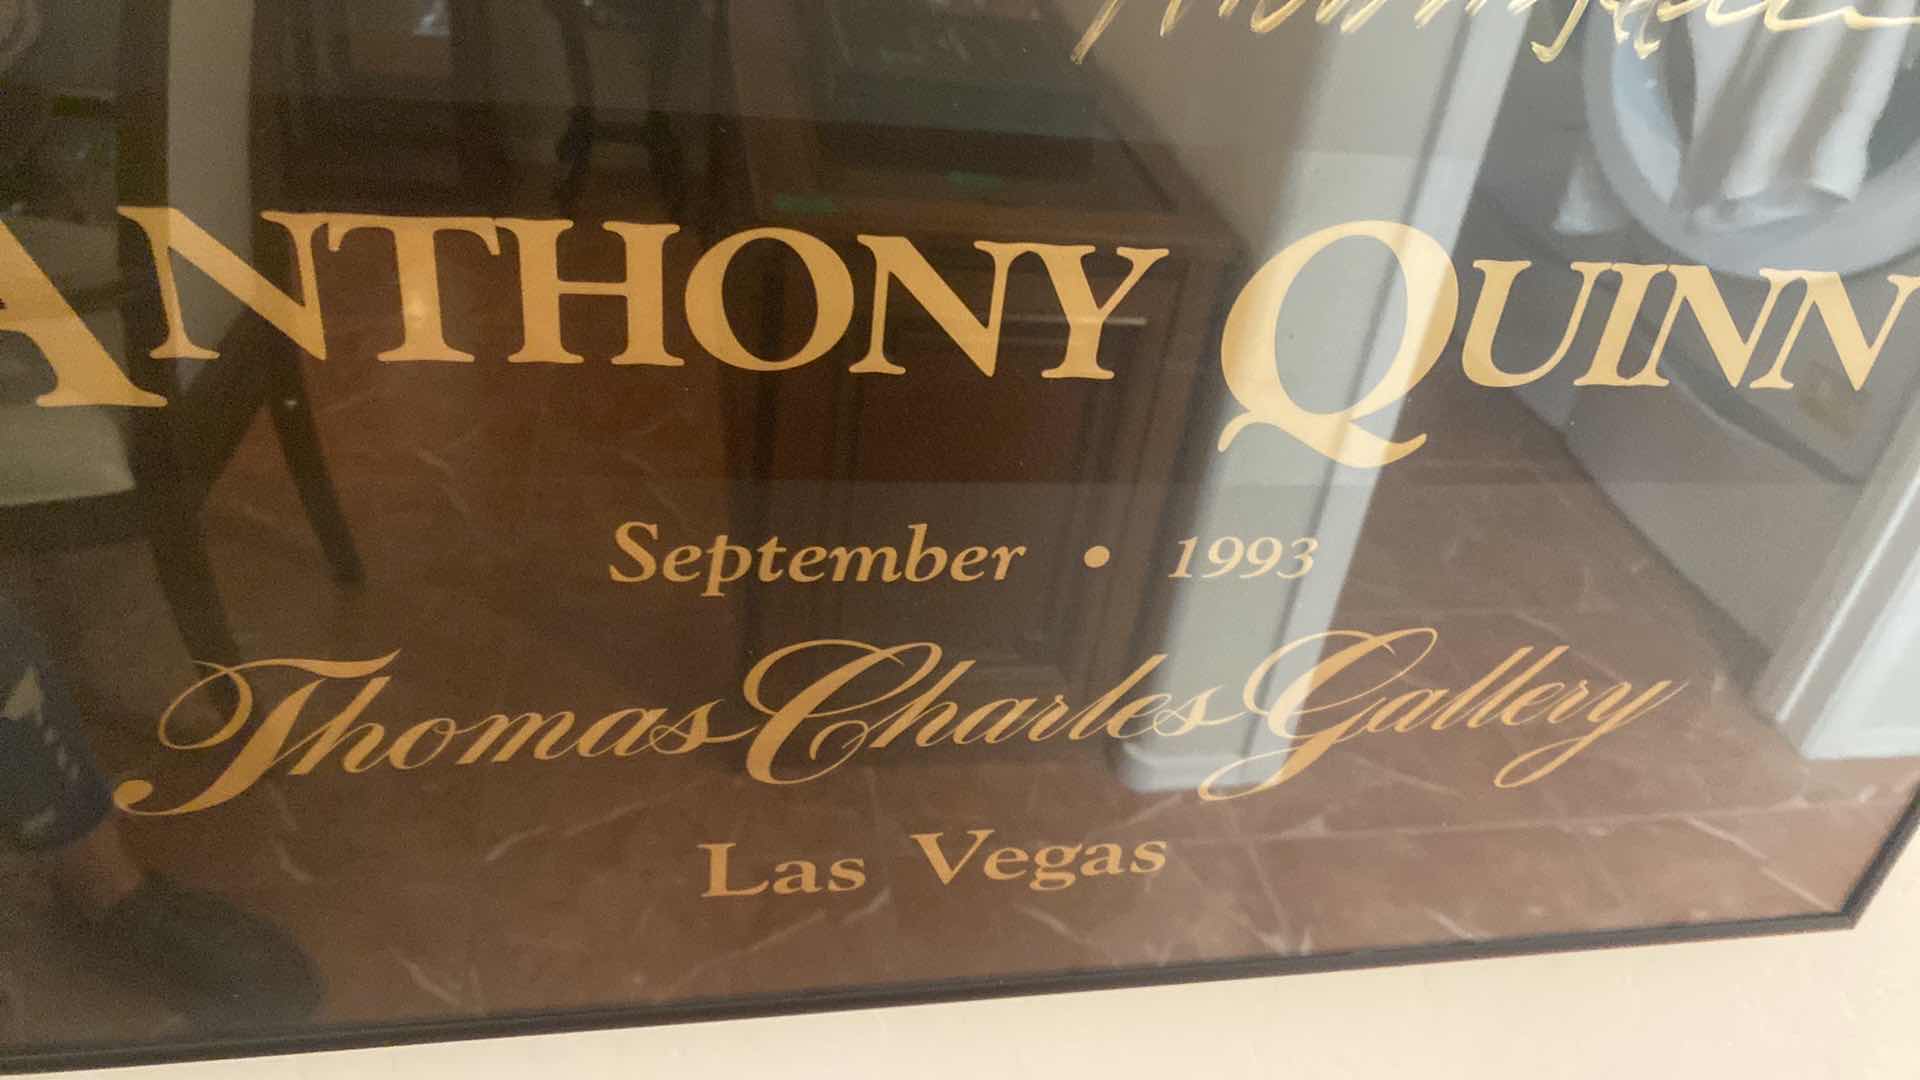 ANTHONY QUINN
September • 1993
Thomas Charles Gallery
Las Vegas